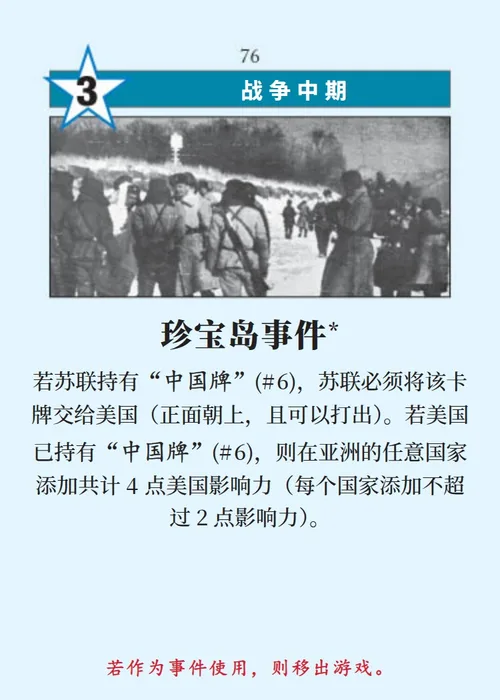 76
3
战争中期
珍宝岛事件*
若苏联持有“中国牌”(#6)，苏联必须将该卡
牌交给美国（正面朝上，且可以打出）。若美国
已持有“中国牌”(#6)，则在亚洲的任意国家
添加共计 4 点美国影响力（每个国家添加不超
过 2 点影响力）。
若作为事件使用，则移出游戏。